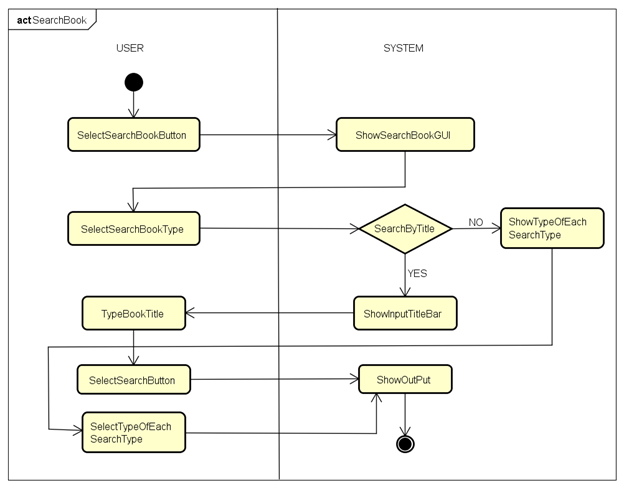 act SearchBook
USER
SYSTEM
SelectSearchBookButton
ShowSearchBookGUI
SelectSearchBookType
SearchByTitle
NO
ShowTypeOfEach
SearchType
YES
TypeBookTitle
ShowInputTitleBar
SelectSearchButton
ShowOutPut
SelectTypeOfEach
SearchType